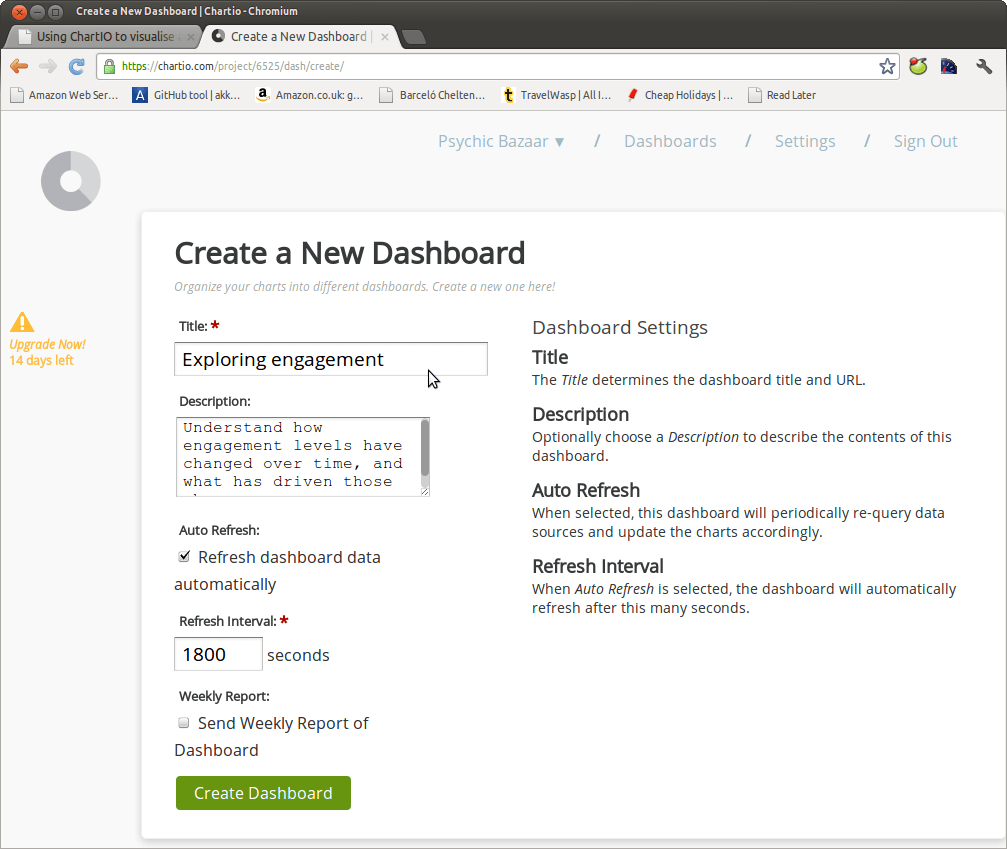 Create a New Dashboard | Chartio - Chromium
Using ChartIO to visualise
Create a New Dashboard |
https://chartio.com/project/6525/dash/create/
Amazon Web Ser...
GitHub tool | akk...
Amazon.co.uk: g...
Barceló Chelten...
TravelWasp | All I...
Cheap Holidays | ...
Read Later
Psychic Bazaar ▼ / Dashboards / Settings / Sign Out
Create a New Dashboard
Organize your charts into different dashboards. Create a new one here!
Upgrade Now!
14 days left
Title: *
Exploring engagement
Description:
Understand how
engagement levels have
changed over time, and
what has driven those
Auto Refresh:
Refresh dashboard data
automatically
Refresh Interval: *
1800 seconds
Weekly Report:
Send Weekly Report of
Dashboard
Create Dashboard
Dashboard Settings
Title
The Title determines the dashboard title and URL.
Description
Optionally choose a Description to describe the contents of this
dashboard.
Auto Refresh
When selected, this dashboard will periodically re-query data
sources and update the charts accordingly.
Refresh Interval
When Auto Refresh is selected, the dashboard will automatically
refresh after this many seconds.